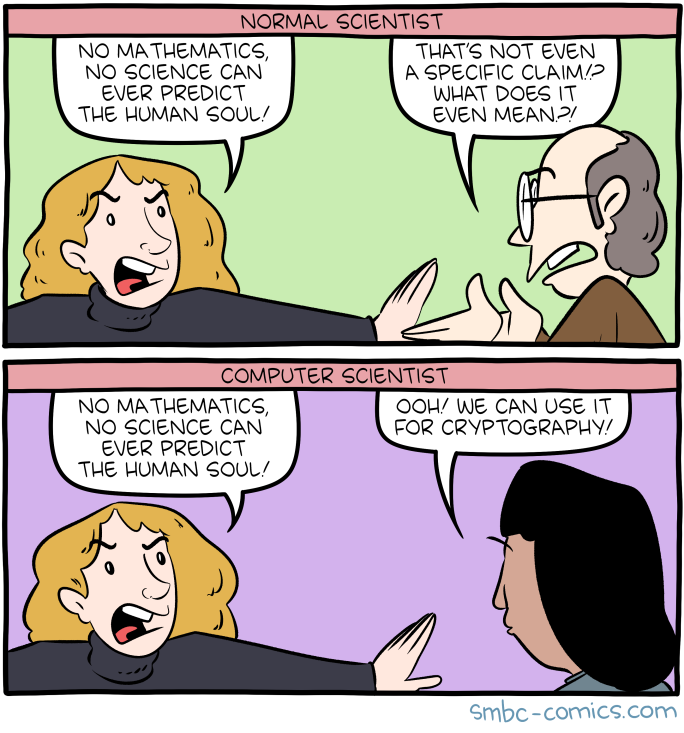 NORMAL SCIENTIST
NO MATHEMATICS,
NO SCIENCE CAN
EVER PREDICT
THE HUMAN SOUL!
THAT'S NOT EVEN
A SPECIFIC CLAIM!?
WHAT DOES IT
EVEN MEAN?!
COMPUTER SCIENTIST
NO MATHEMATICS,
NO SCIENCE CAN
EVER PREDICT
THE HUMAN SOUL!
OOH! WE CAN USE IT
FOR CRYPTOGRAPHY!
smbc-comics.com